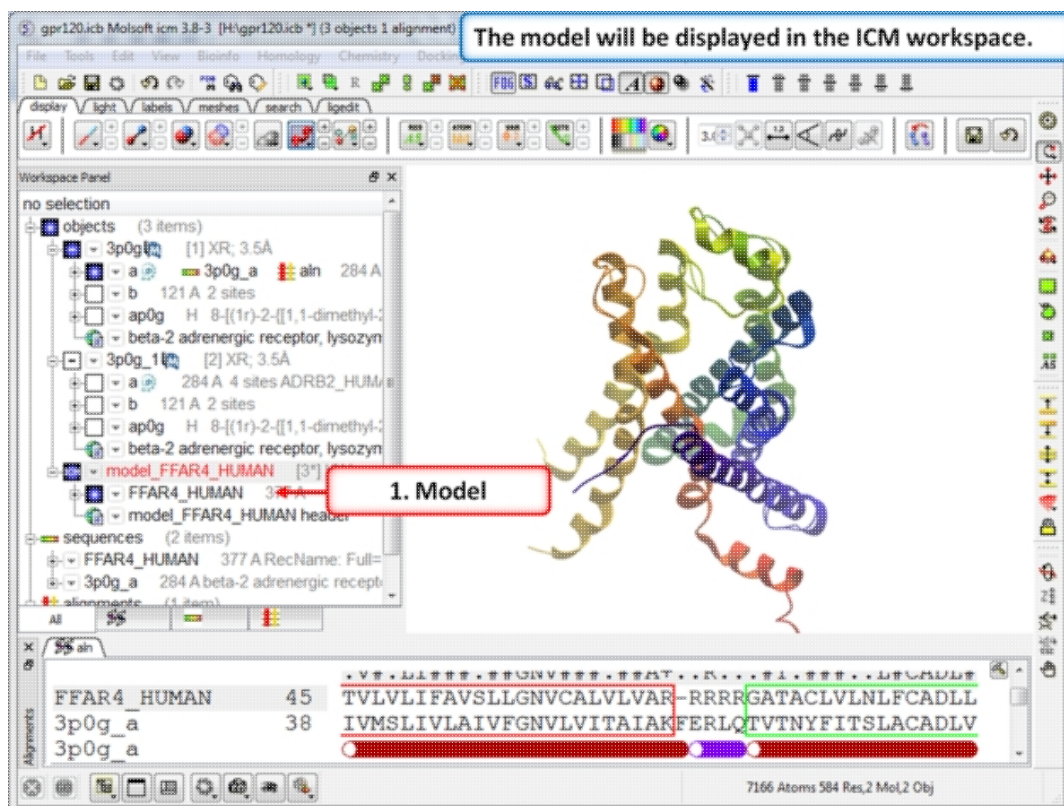 gpr120.icb Molsoft icm 3.8-3 [H:\gpr120.icb *] (3 objects 1 alignment)
The model will be displayed in the ICM workspace.
File Tools Edit View Bioinfo Homology Chemistry Docking
display light labels meshes search ligedit
Workspace Panel
no selection
objects (3 items)
3p0g [1] XR; 3.5Å
a 3p0g_a aln 284 A
b 121 A 2 sites
ap0g H 8-[(1r)-2-{[1,1-dimethyl-2
beta-2 adrenergic receptor, lysozym
3p0g_1 [2] XR; 3.5Å
a 284 A 4 sites ADRB2_HUMA
b 121 A 2 sites
ap0g H 8-[(1r)-2-{[1,1-dimethyl-2
beta-2 adrenergic receptor, lysozym
model_FFAR4_HUMAN [3*]
FFAR4_HUMAN
1. Model
model_FFAR4_HUMAN header
sequences (2 items)
FFAR4_HUMAN 377 A RecName: Full=
3p0g_a 284 A beta-2 adrenergic recept
alignments (1 item)
All
aln
Alignments
FFAR4_HUMAN 45 TVLVLIFAVSLLGNVCALVLVAR-RRRRGATACLVLNLFCADLL
3p0g_a 38 IVMSLIVLAIVFGNVLVITAIAKFERLQTVTNYFITSLACADLV
3p0g_a
7166 Atoms 584 Res,2 Mol,2 Obj